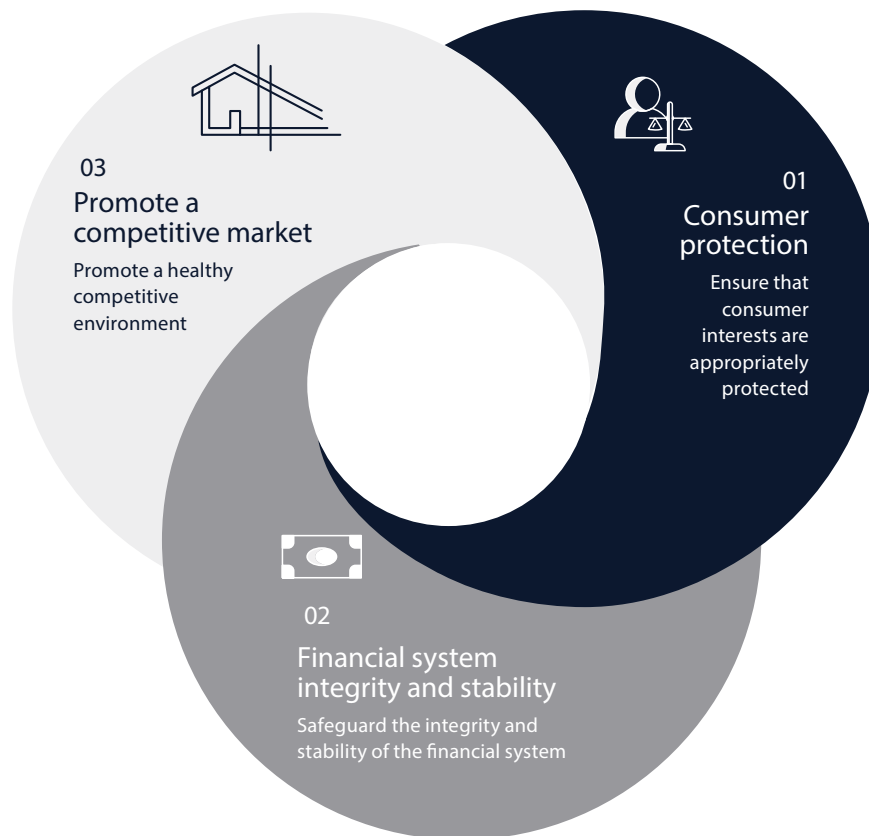 01
Consumer
protection
Ensure that
consumer
interests are
appropriately
protected
02
Financial system
integrity and stability
Safeguard the integrity and
stability of the financial system
03
Promote a
competitive market
Promote a healthy
competitive
environment